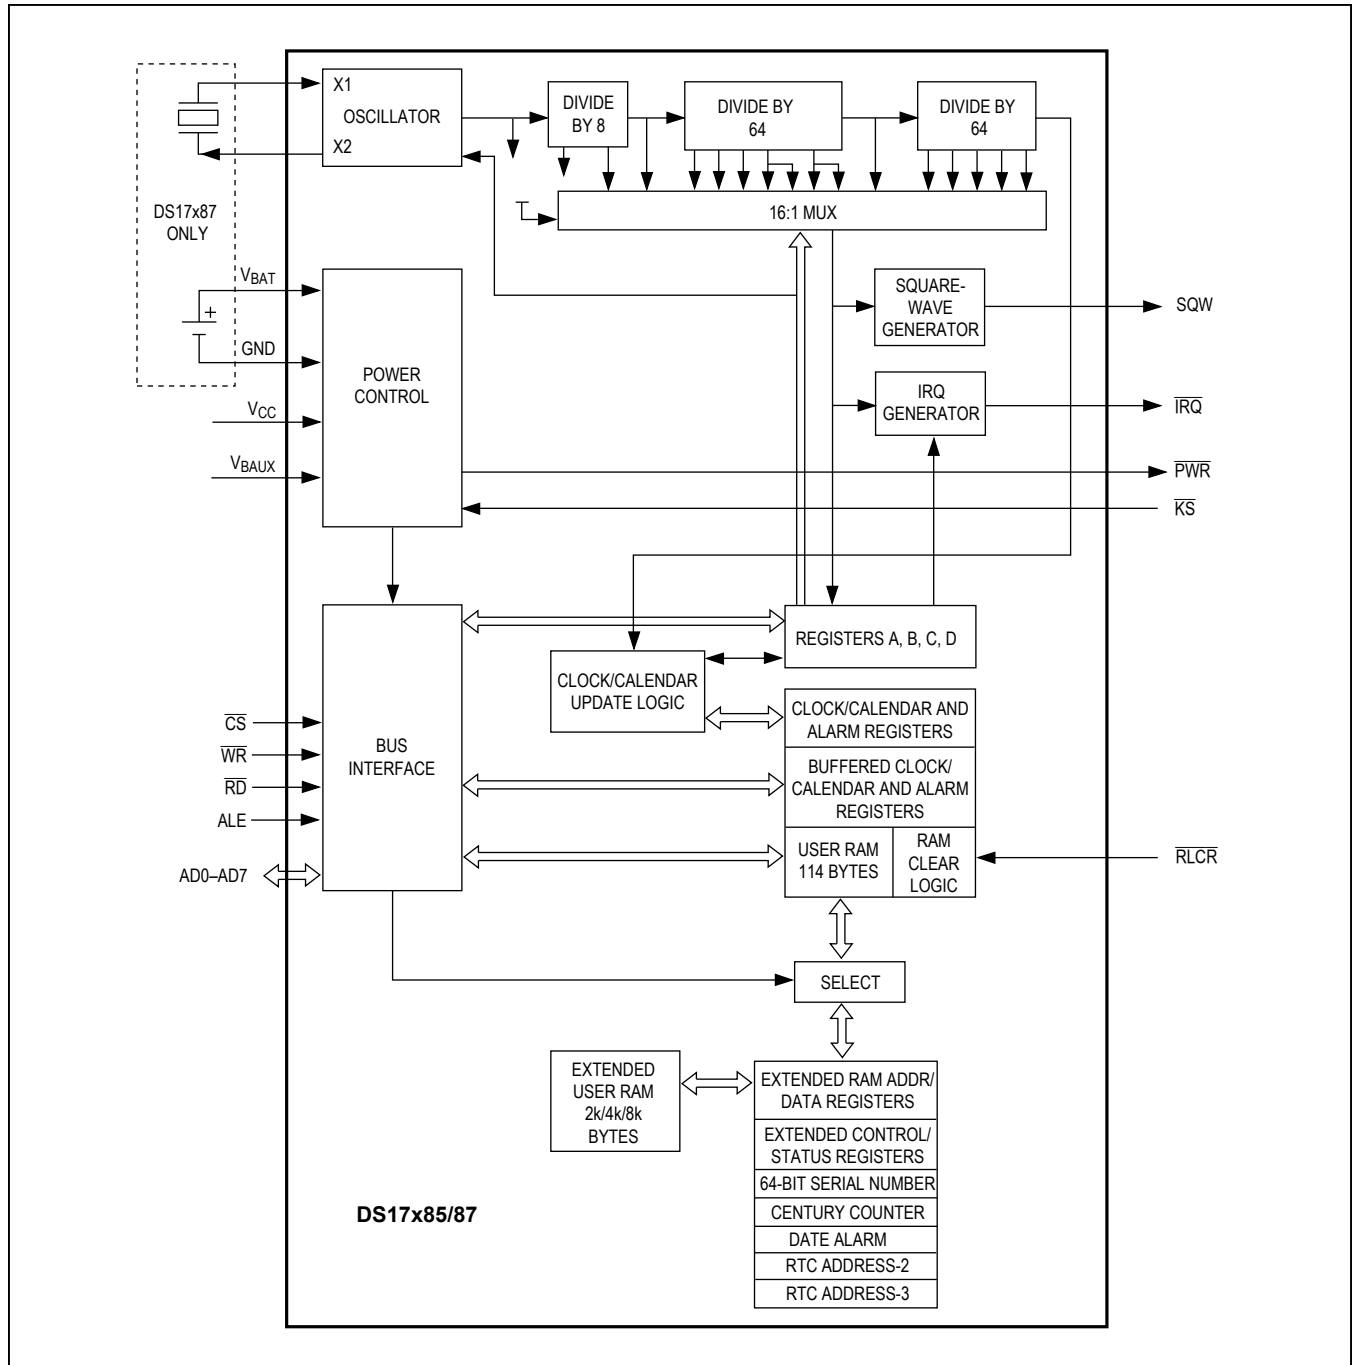 X1
OSCILLATOR
X2
DIVIDE
BY 8
DIVIDE BY
64
DIVIDE BY
64
16:1 MUX
DS17x87
ONLY
VBAT
+
GND
VCC
VBAUX
POWER
CONTROL
SQUARE-
WAVE
GENERATOR
SQW
IRQ
GENERATOR
IRQ
PWR
KS
REGISTERS A, B, C, D
CLOCK/CALENDAR
UPDATE LOGIC
CLOCK/CALENDAR AND
ALARM REGISTERS
BUFFERED CLOCK/
CALENDAR AND ALARM
REGISTERS
USER RAM
114 BYTES
RAM
CLEAR
LOGIC
RLCR
CS
WR
RD
ALE
AD0–AD7
BUS
INTERFACE
SELECT
EXTENDED
USER RAM
2k/4k/8k
BYTES
EXTENDED RAM ADDR/
DATA REGISTERS
EXTENDED CONTROL/
STATUS REGISTERS
64-BIT SERIAL NUMBER
CENTURY COUNTER
DATE ALARM
RTC ADDRESS-2
RTC ADDRESS-3
DS17x85/87